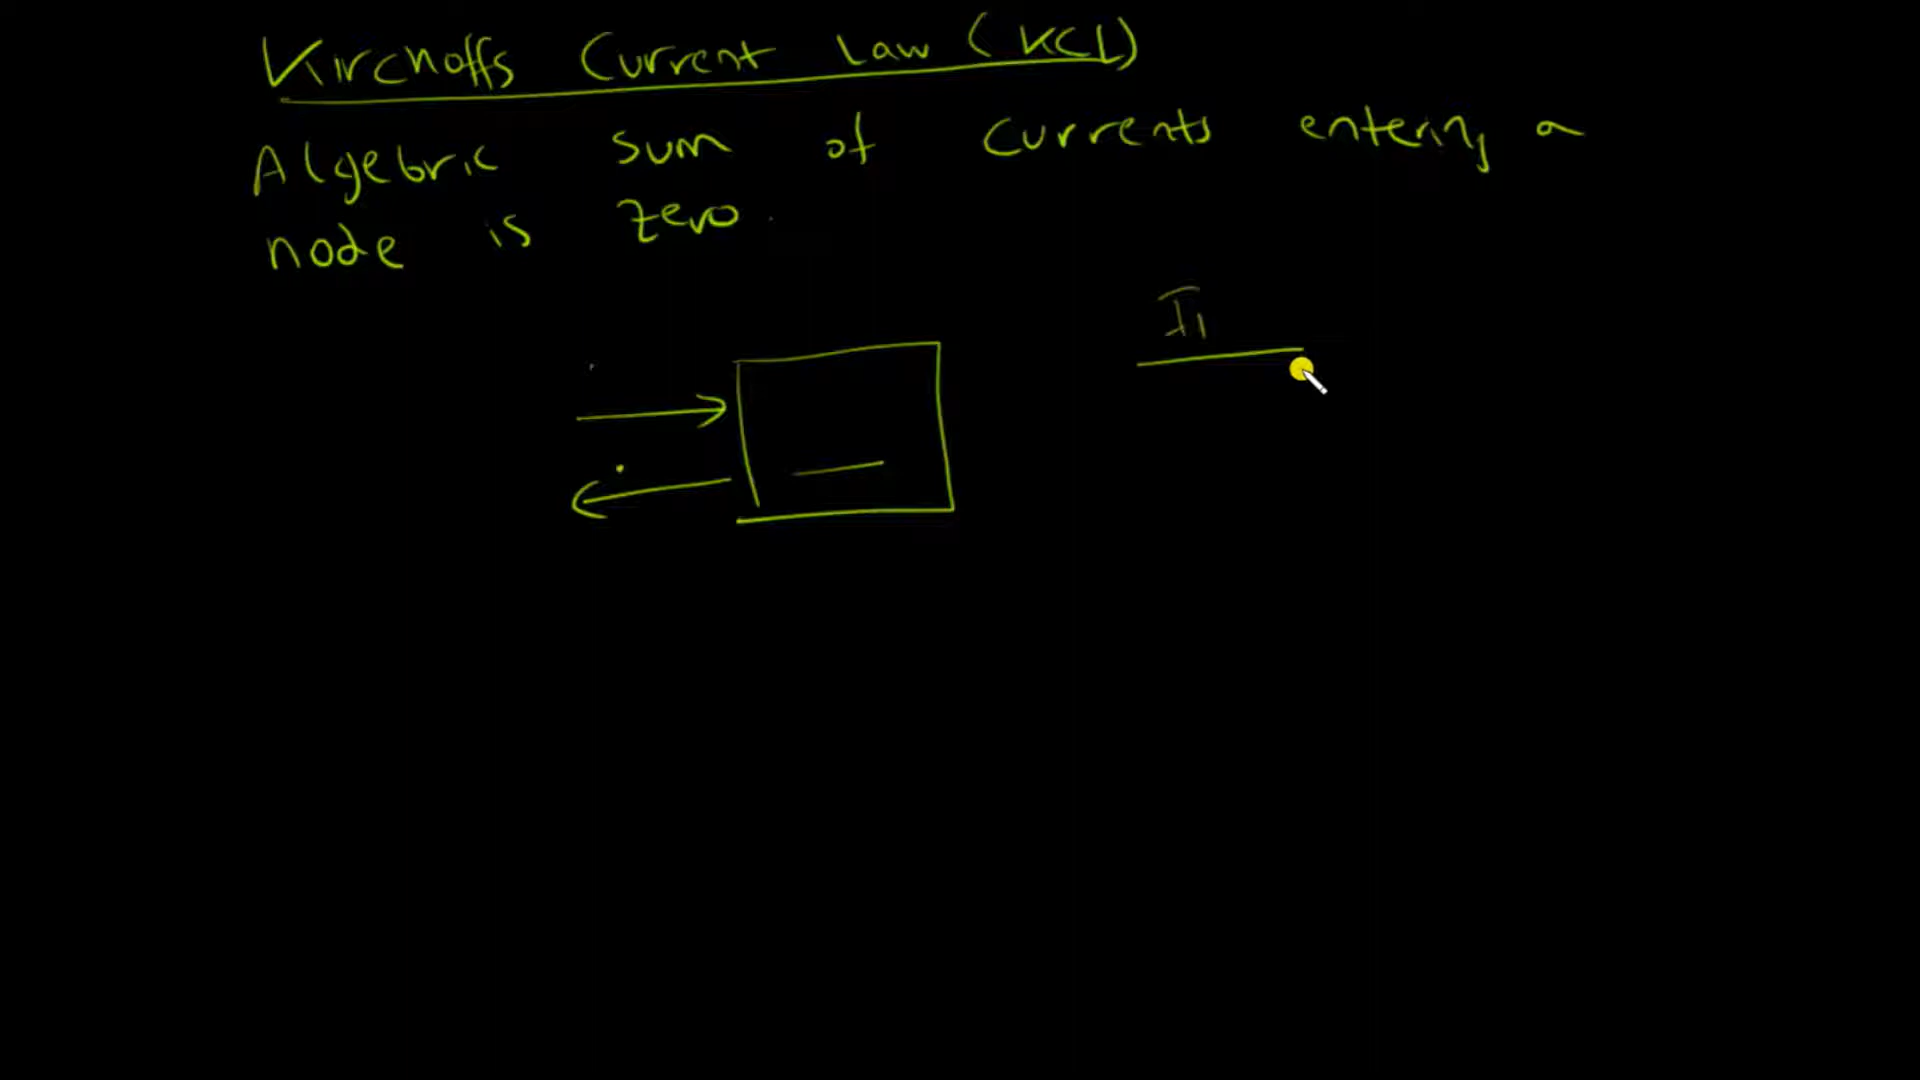 Kirchoffs Current Law (KCL)
Algebric sum of currents entering a
node is zero.
I1